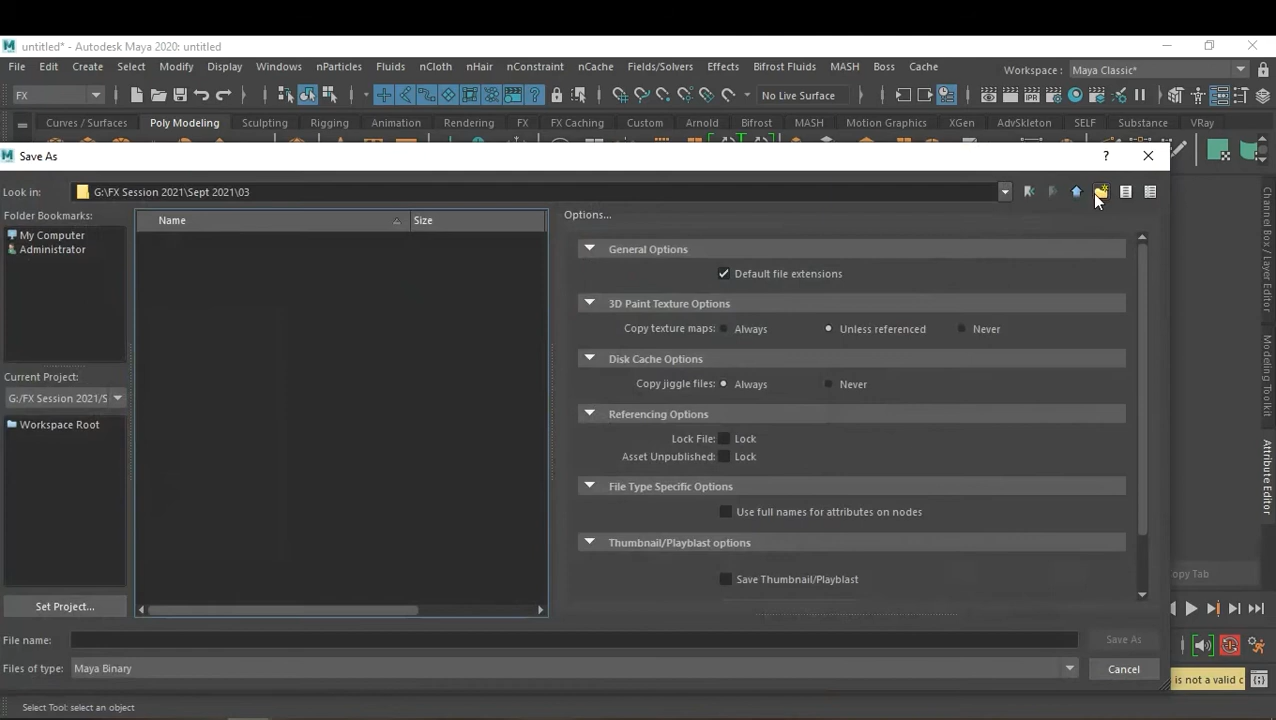 untitled* - Autodesk Maya 2020: untitled
File Edit Create Select Modify Display Windows nParticles Fluids nCloth nHair nConstraint nCache Fields/Solvers Effects Bifrost Fluids MASH Boss Cache Workspace : Maya Classic*
FX No Live Surface
Curves / Surfaces Poly Modeling Sculpting Rigging Animation Rendering FX FX Caching Custom Arnold Bifrost MASH Motion Graphics XGen AdvSkeleton SELF Substance VRay
Save As ?
Look in: G:\FX Session 2021\Sept 2021\03
Folder Bookmarks:
My Computer
Administrator
Current Project:
G:/FX Session 2021/S
Workspace Root
Set Project...
Name Size
Options...
General Options
Default file extensions
3D Paint Texture Options
Copy texture maps: Always Unless referenced Never
Disk Cache Options
Copy jiggle files: Always Never
Referencing Options
Lock File: Lock
Asset Unpublished: Lock
File Type Specific Options
Use full names for attributes on nodes
Thumbnail/Playblast options
Save Thumbnail/Playblast
File name: Save As
Files of type: Maya Binary Cancel
Channel Box / Layer Editor
Modeling Toolkit
Attribute Editor
opy Tab
is not a valid c
Select Tool: select an object